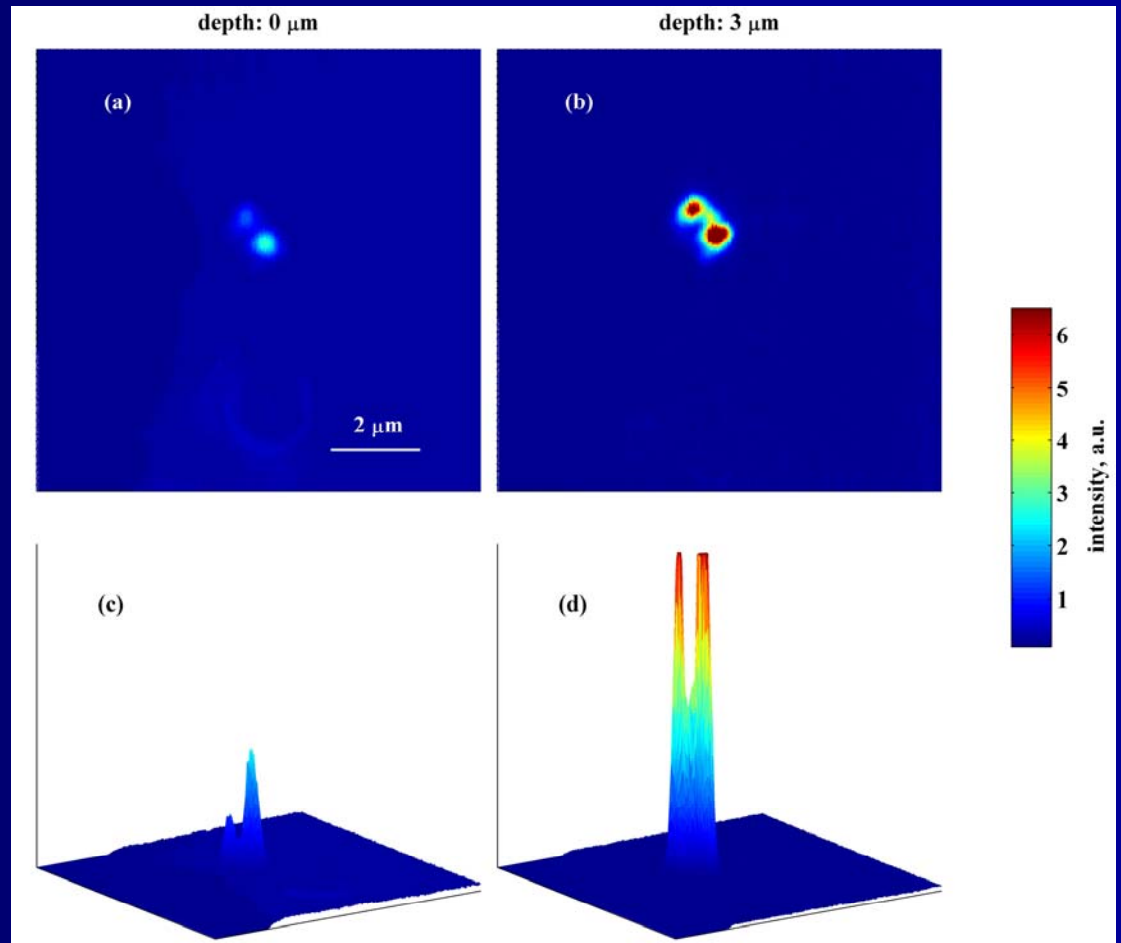 depth: 0 μm
depth: 3 μm
(a)
(b)
2 μm
6
5
4
3
2
1
intensity, a.u.
(c)
(d)